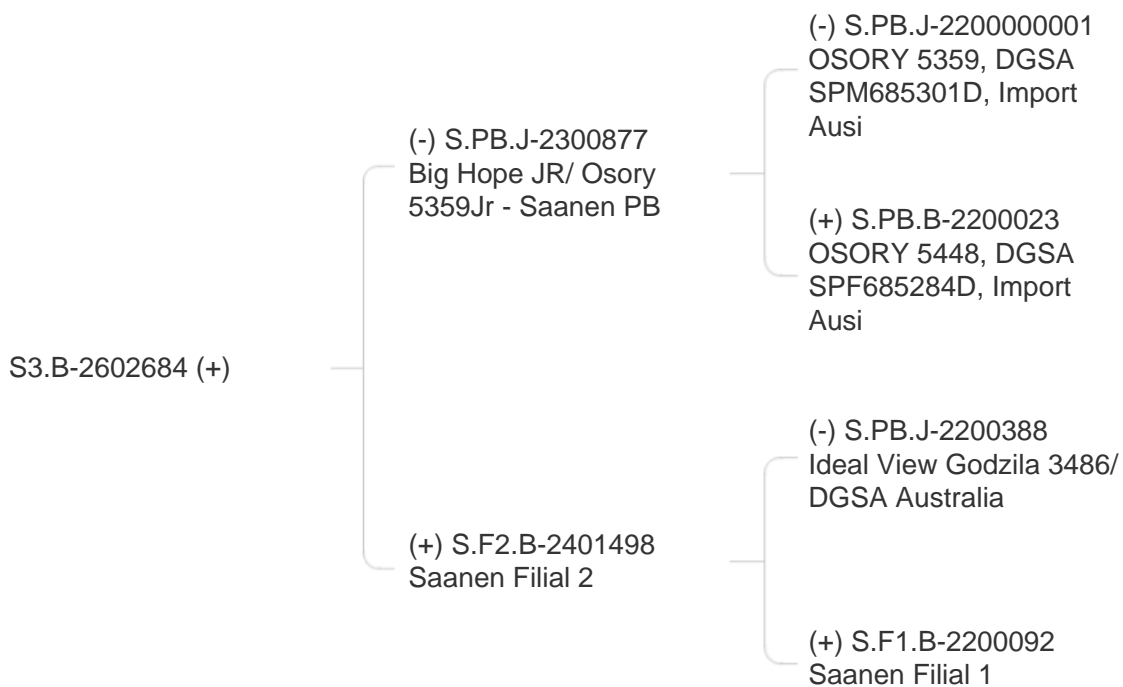 (-) S.PB.J-2200000001
OSORY 5359, DGSA
SPM685301D, Import
Ausi
(-) S.PB.J-2300877
Big Hope JR/ Osory
5359Jr - Saanen PB
(+) S.PB.B-2200023
OSORY 5448, DGSA
SPF685284D, Import
Ausi
S3.B-2602684 (+)
(-) S.PB.J-2200388
Ideal View Godzila 3486/
DGSA Australia
(+) S.F2.B-2401498
Saanen Filial 2
(+) S.F1.B-2200092
Saanen Filial 1